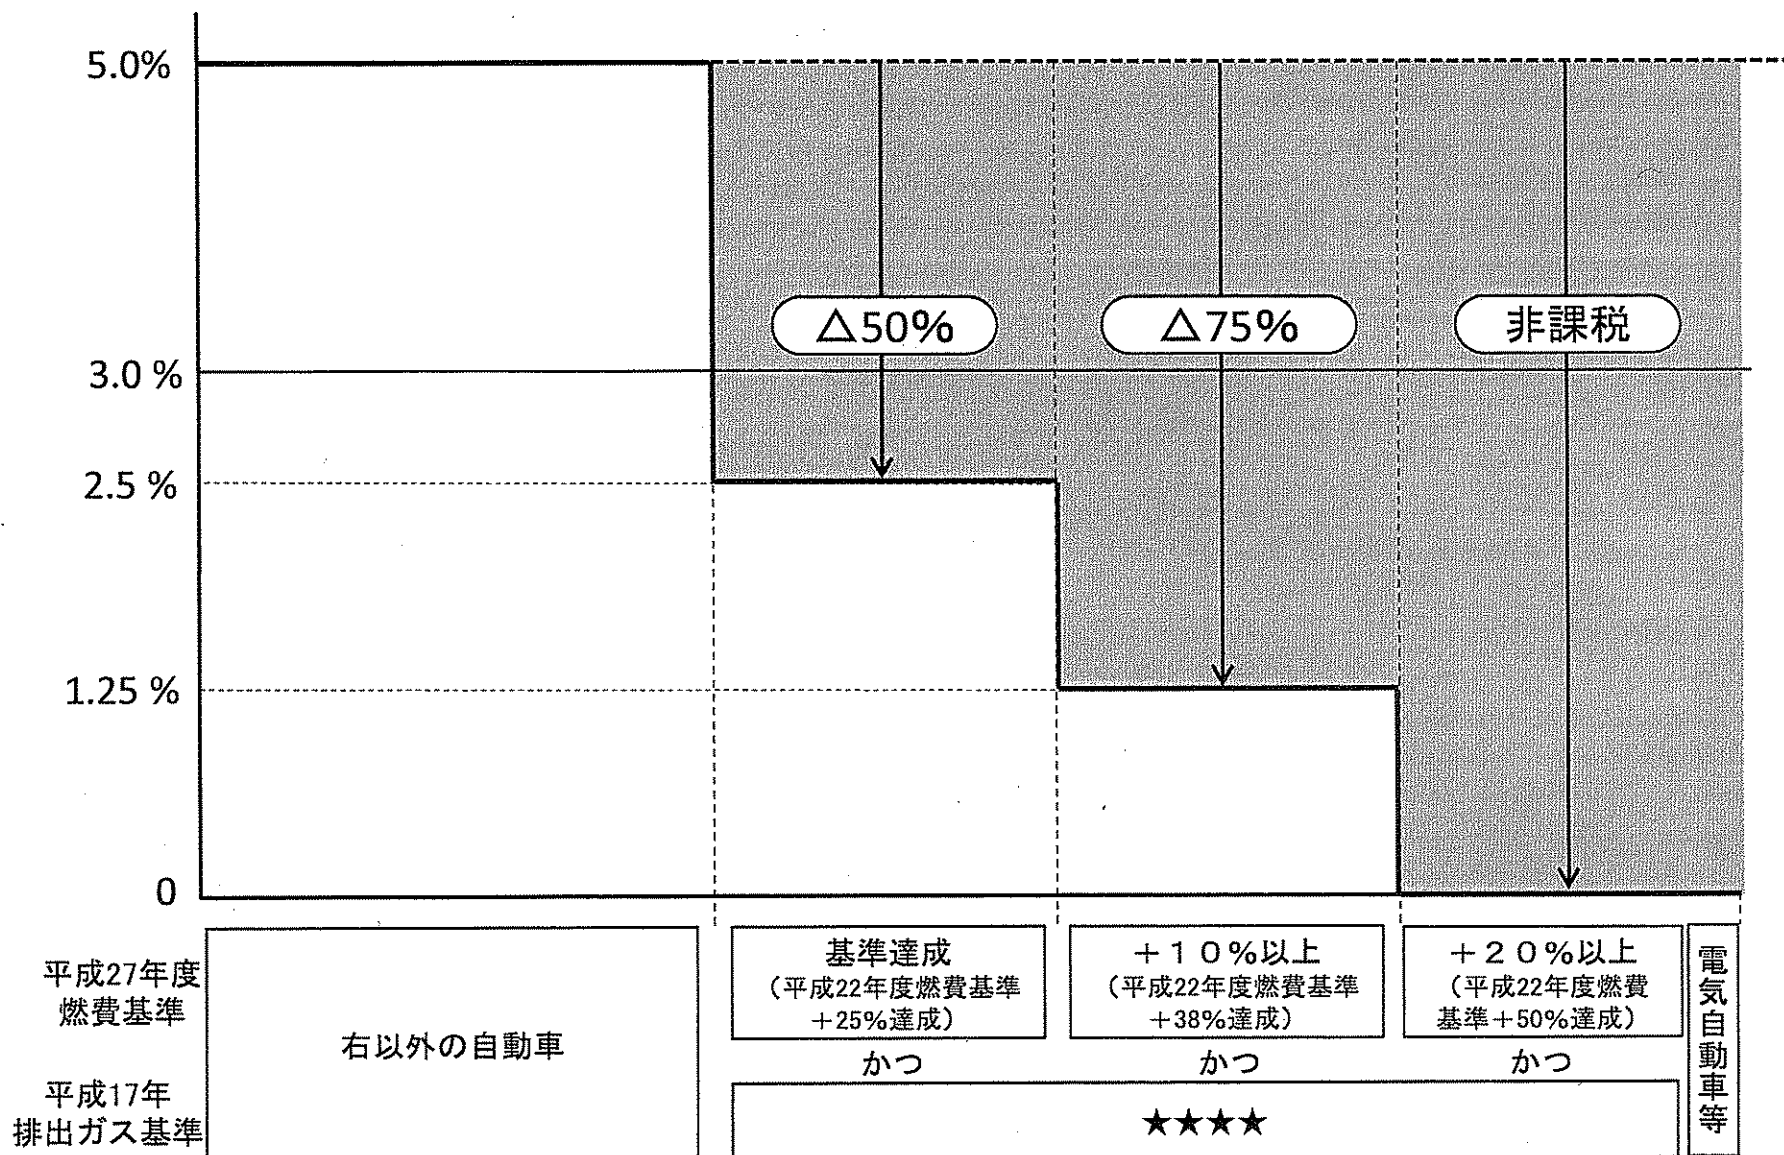 5.0%
△50%
△75%
非課税
3.0 %
2.5 %
1.25 %
0
平成27年度
燃費基準
平成17年
排出ガス基準
右以外の自動車
基準達成
（平成22年度燃費基準
＋25%達成）
かつ
＋１０％以上
（平成22年度燃費基準
＋38%達成）
かつ
＋２０％以上
（平成22年度燃費
基準＋50%達成）
かつ
★★★★
電気自動車等